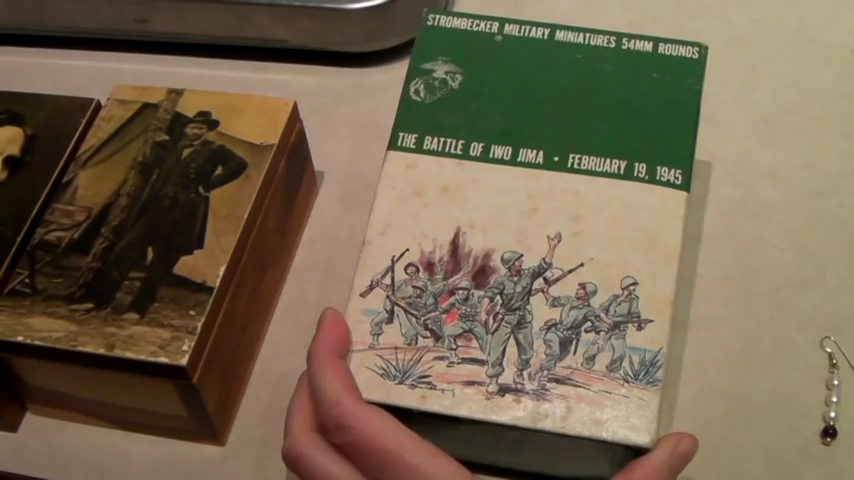 STROMBECKER MILITARY MINIATURES 54MM ROUNDS
THE BATTLE OF IWO JIMA • FEBRUARY 19, 1945